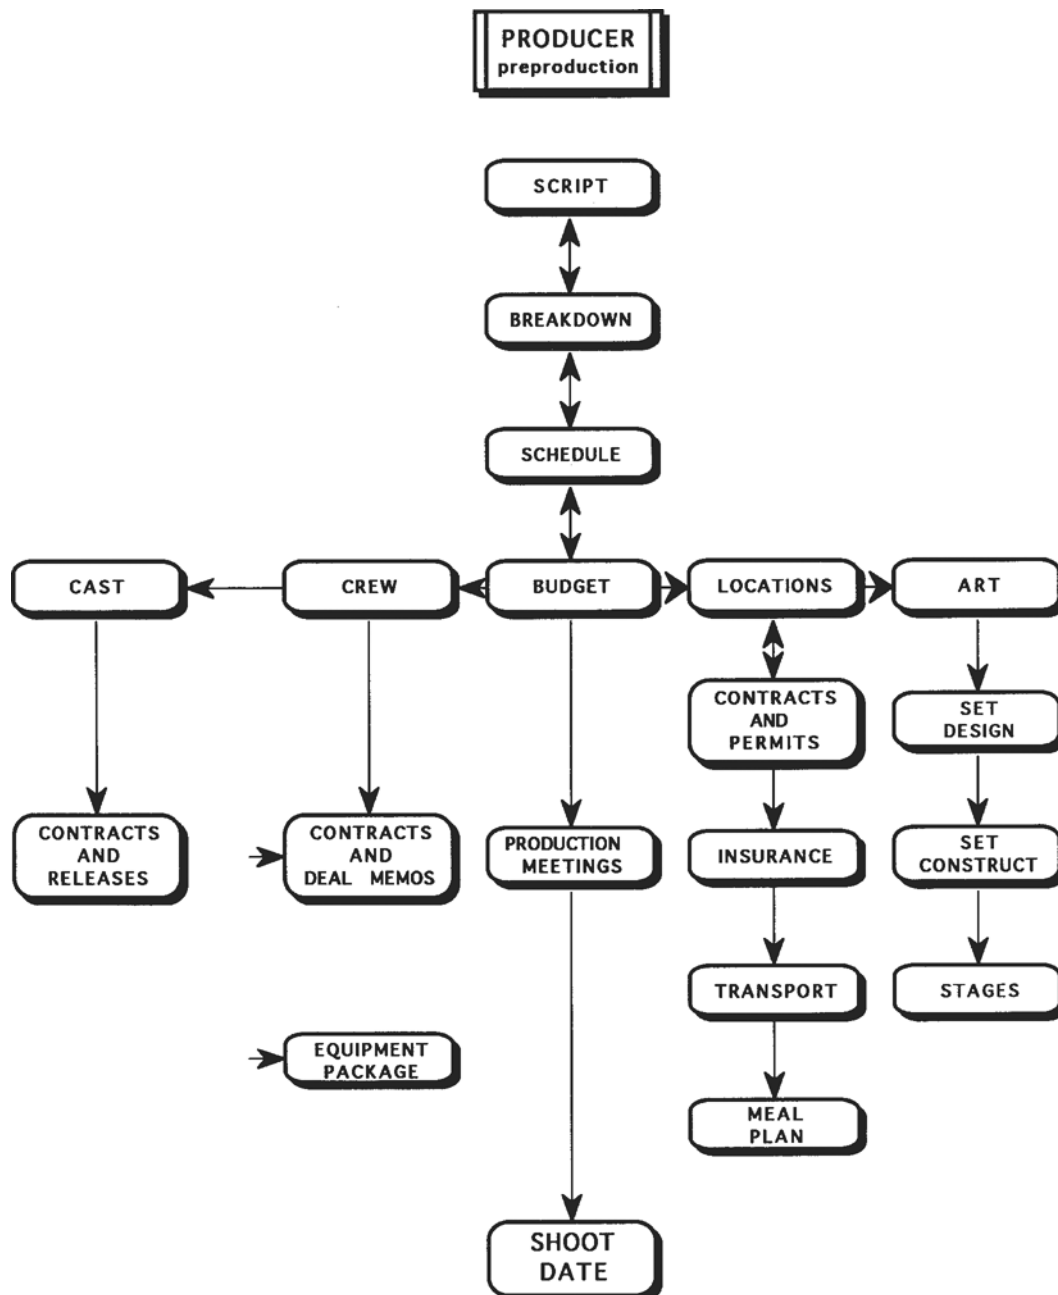 PRODUCER
preproduction
SCRIPT
BREAKDOWN
SCHEDULE
CAST
CREW
BUDGET
LOCATIONS
ART
CONTRACTS
AND
PERMITS
SET
DESIGN
CONTRACTS
AND
RELEASES
CONTRACTS
AND
DEAL MEMOS
PRODUCTION
MEETINGS
INSURANCE
SET
CONSTRUCT
TRANSPORT
STAGES
EQUIPMENT
PACKAGE
MEAL
PLAN
SHOOT
DATE